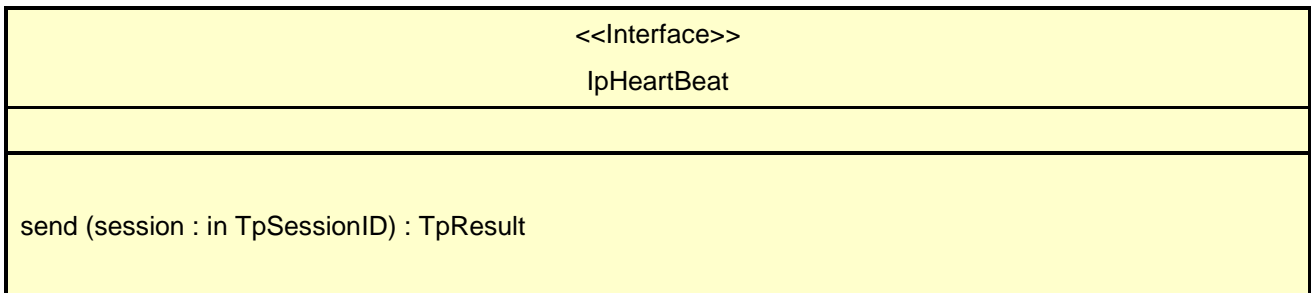 <<Interface>>
IpHeartBeat
send (session : in TpSessionID) : TpResult